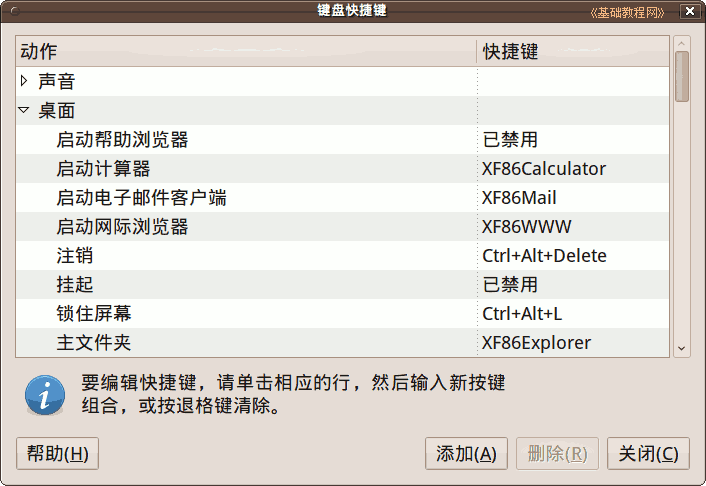 键盘快捷键
《基础教程网》
动作 快捷键
声音
桌面
启动帮助浏览器 已禁用
启动计算器 XF86Calculator
启动电子邮件客户端 XF86Mail
启动网际浏览器 XF86WWW
注销 Ctrl+Alt+Delete
挂起 已禁用
锁住屏幕 Ctrl+Alt+L
主文件夹 XF86Explorer
要编辑快捷键，请单击相应的行，然后输入新按键
组合，或按退格键清除。
帮助(H) 添加(A) 删除(R) 关闭(C)